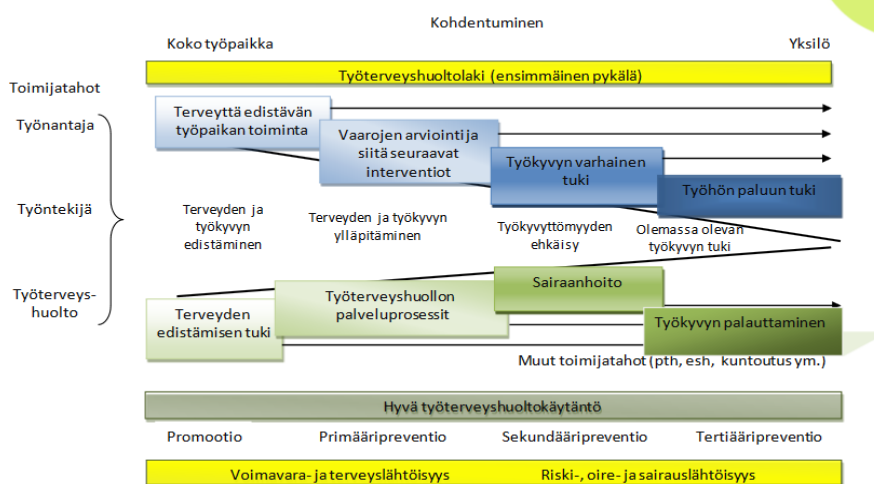 Kohdentuminen
Koko työpaikka
Yksilö
Työterveyshuoltolaki (ensimmäinen pykälä)
Toimijatahot
Työnantaja
Työntekijä
Työterveys-
huolto
Terveyttä edistävän
työpaikan toiminta
Vaarojen arviointi ja
siitä seuraavat
interventiot
Työkyvyn varhainen
tuki
Työhön paluun tuki
Terveyden ja
työkyvyn
edistäminen
Terveyden ja työkyvyn
ylläpitäminen
Työkyvyttömyyden
ehkäisy
Olemassa olevan
työkyvyn tuki
Terveyden
edistämisen tuki
Työterveyshuollon
palveluprosessit
Sairaanhoito
Työkyvyn palauttaminen
Muut toimijatahot (pth, esh, kuntoutus ym.)
Hyvä työterveyshuoltokäytäntö
Promootio
Primääripreventio
Sekundääripreventio
Tertiääripreventio
Voimavara- ja terveyslähtöisyys
Riski-, oire- ja sairauslähtöisyys